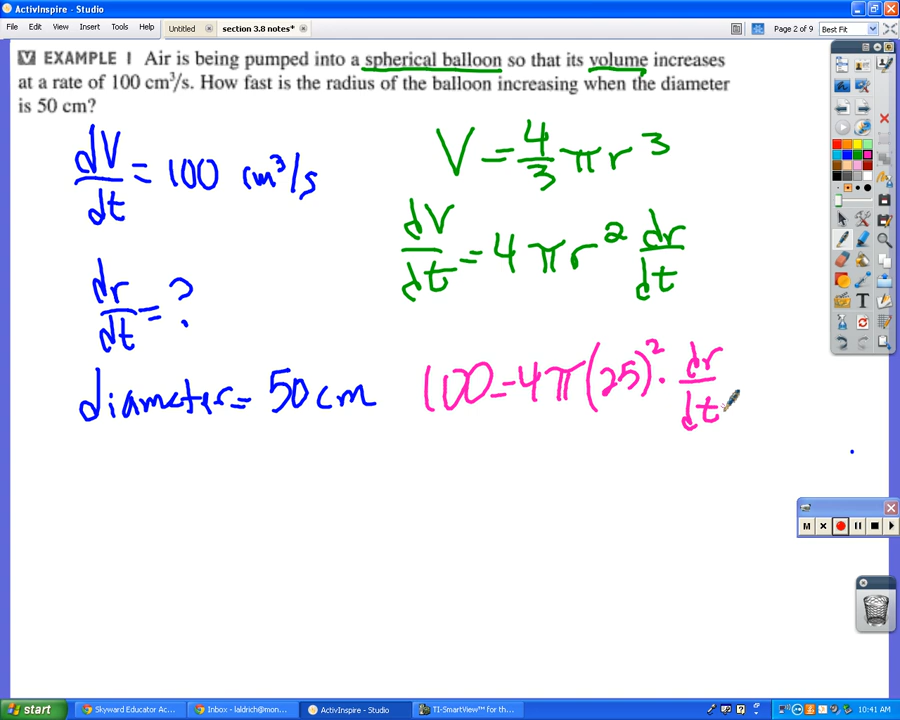 ActivInspire - Studio
File Edit View Insert Tools Help
Untitled
section 3.8 notes*
Page 2 of 9
Best Fit
V EXAMPLE 1 Air is being pumped into a spherical balloon so that its volume increases
at a rate of 100 cm³/s. How fast is the radius of the balloon increasing when the diameter
is 50 cm?
dV/dt = 100 cm³/s
V = 4/3 πr³
dV/dt = 4πr² dr/dt
dr/dt = ?
diameter = 50 cm
100 = 4π(25)² · dr/dt
M
start
Skyward Educator Ac
Inbox - laldrich@mon
ActivInspire - Studio
TI-SmartView™ for th
10:41 AM